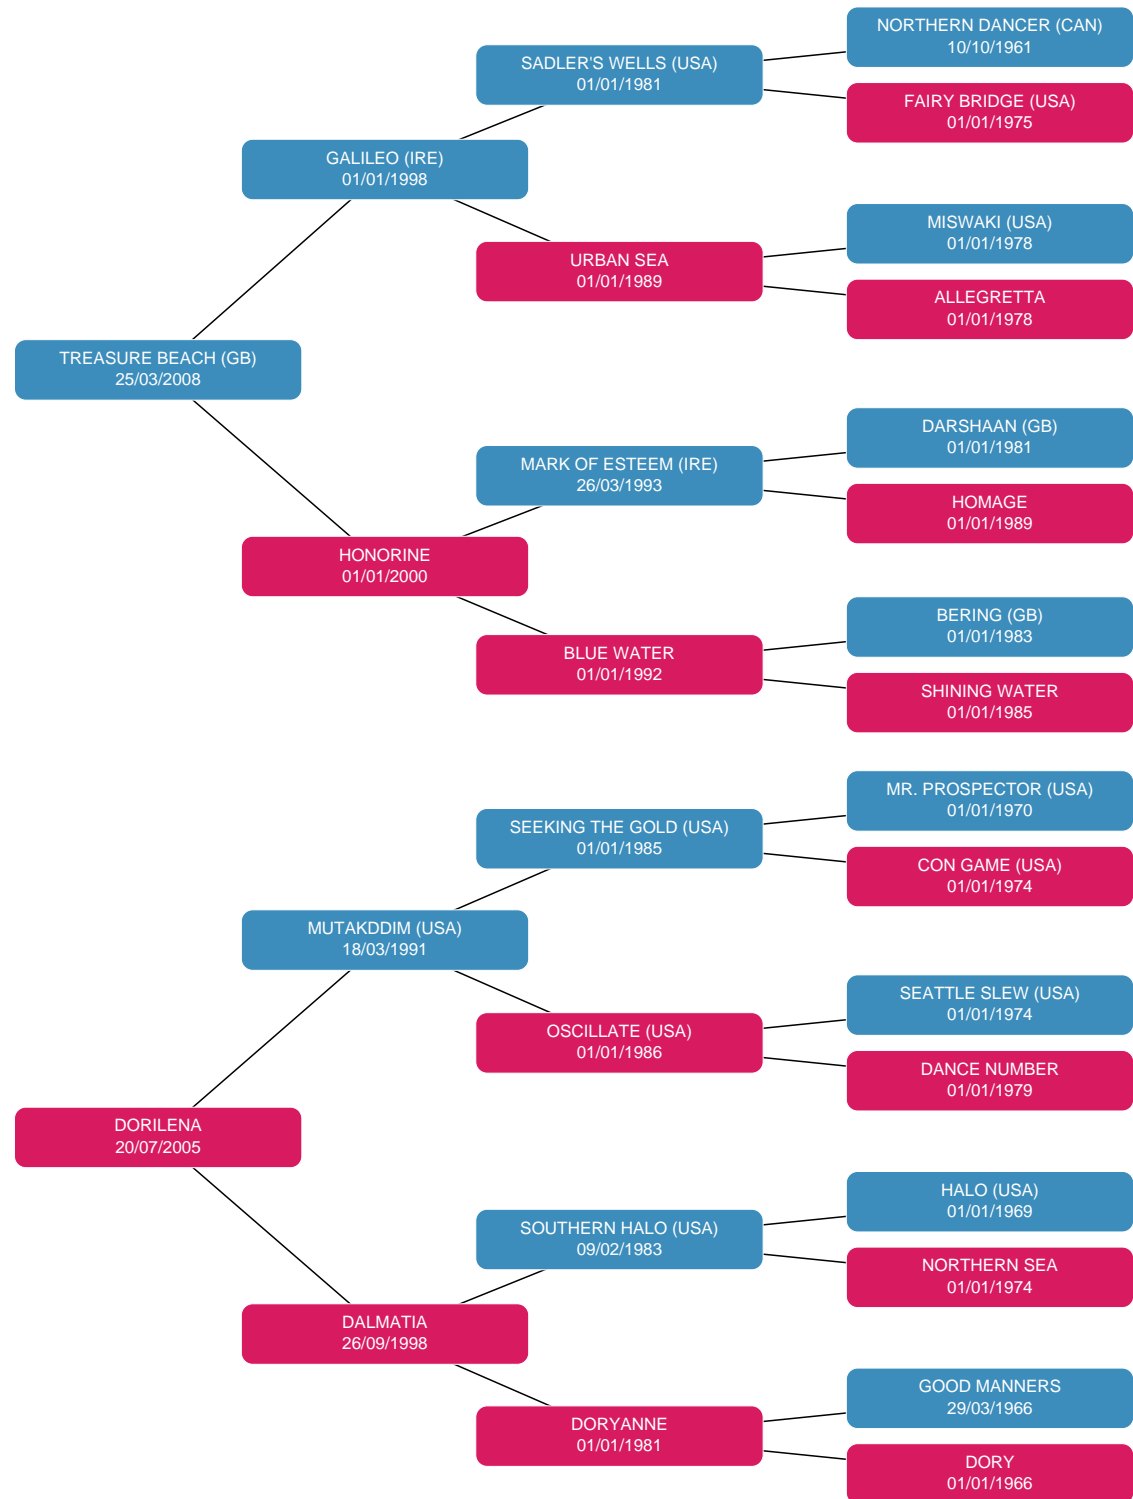 NORTHERN DANCER (CAN)
10/10/1961
SADLER'S WELLS (USA)
01/01/1981
FAIRY BRIDGE (USA)
01/01/1975
GALILEO (IRE)
01/01/1998
MISWAKI (USA)
01/01/1978
URBAN SEA
01/01/1989
ALLEGRETTA
01/01/1978
TREASURE BEACH (GB)
25/03/2008
DARSHAAN (GB)
01/01/1981
MARK OF ESTEEM (IRE)
26/03/1993
HOMAGE
01/01/1989
HONORINE
01/01/2000
BERING (GB)
01/01/1983
BLUE WATER
01/01/1992
SHINING WATER
01/01/1985
MR. PROSPECTOR (USA)
01/01/1970
SEEKING THE GOLD (USA)
01/01/1985
CON GAME (USA)
01/01/1974
MUTAKDDIM (USA)
18/03/1991
SEATTLE SLEW (USA)
01/01/1974
OSCILLATE (USA)
01/01/1986
DANCE NUMBER
01/01/1979
DORILENA
20/07/2005
HALO (USA)
01/01/1969
SOUTHERN HALO (USA)
09/02/1983
NORTHERN SEA
01/01/1974
DALMATIA
26/09/1998
GOOD MANNERS
29/03/1966
DORYANNE
01/01/1981
DORY
01/01/1966